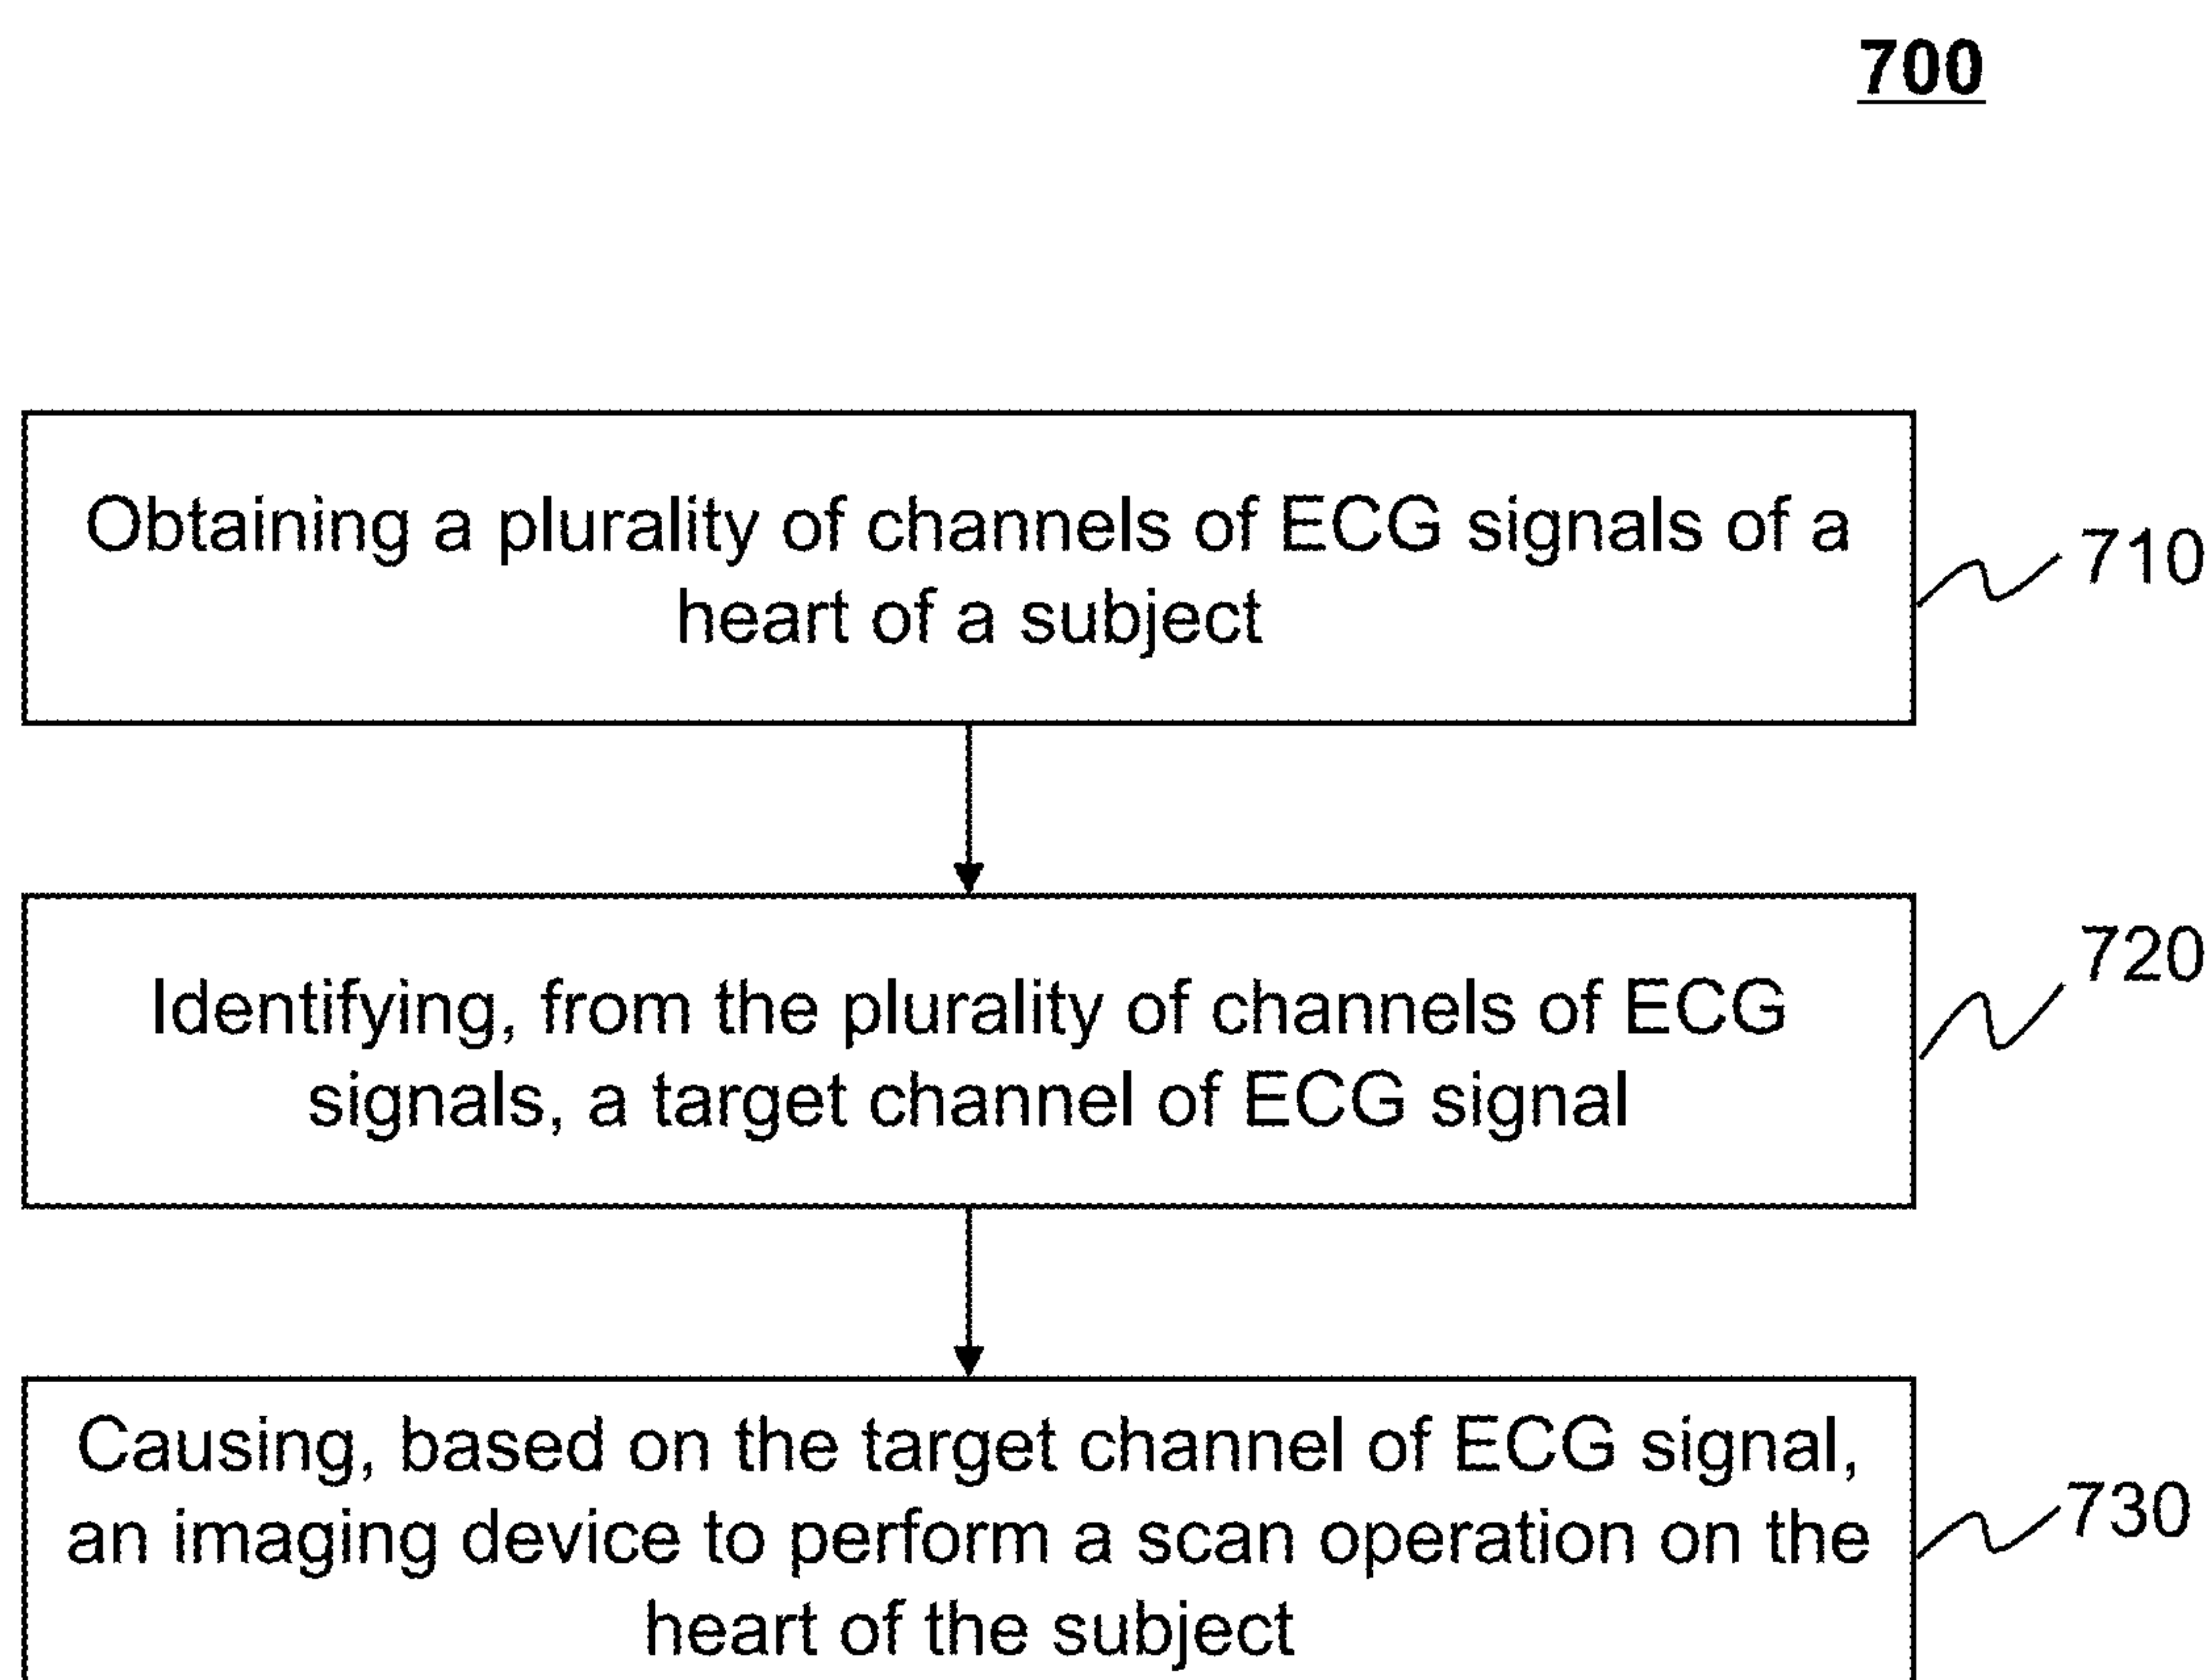 700
Obtaining a plurality of channels of ECG signals of a
heart of a subject
710
Identifying, from the plurality of channels of ECG
signals, a target channel of ECG signal
720
Causing, based on the target channel of ECG signal,
an imaging device to perform a scan operation on the
heart of the subject
730